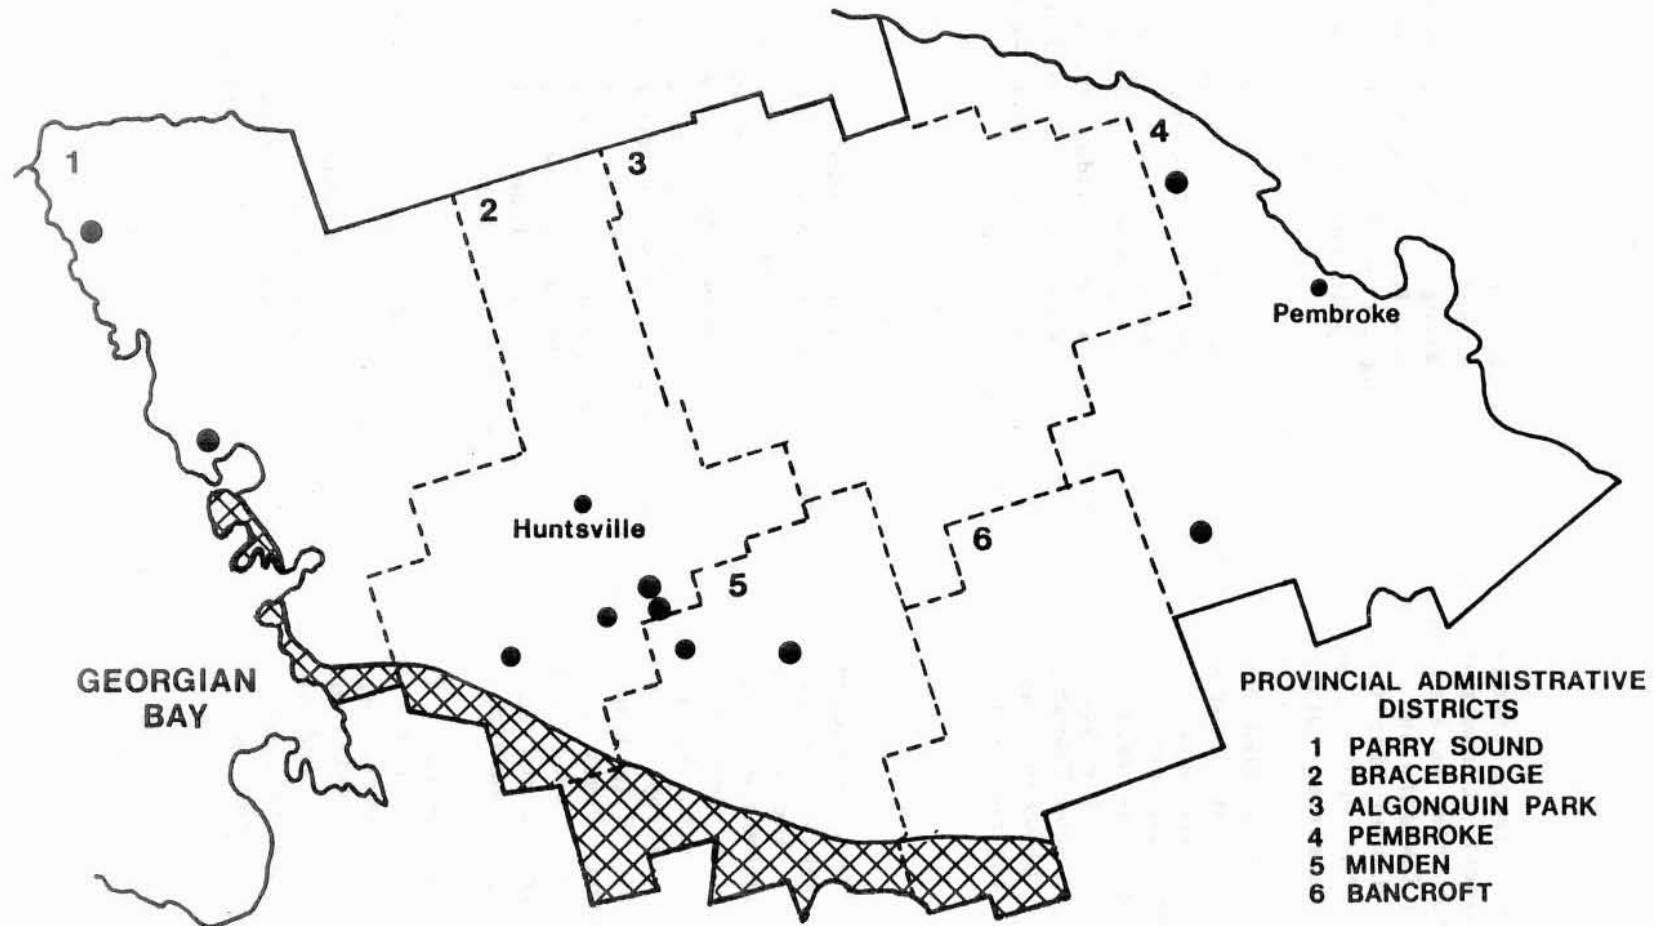 1
2
3
4
Pembroke
Huntsville
5
6
GEORGIAN
BAY
PROVINCIAL ADMINISTRATIVE
DISTRICTS
1 PARRY SOUND
2 BRACEBRIDGE
3 ALGONQUIN PARK
4 PEMBROKE
5 MINDEN
6 BANCROFT